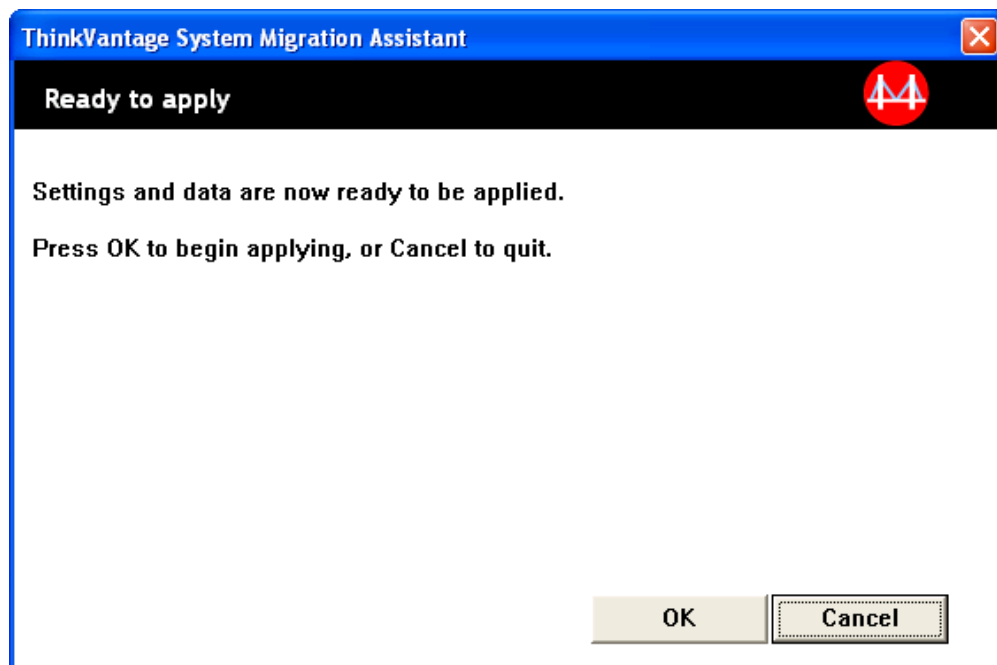 ThinkVantage System Migration Assistant
Ready to apply
Settings and data are now ready to be applied.
Press OK to begin applying, or Cancel to quit.
OK Cancel